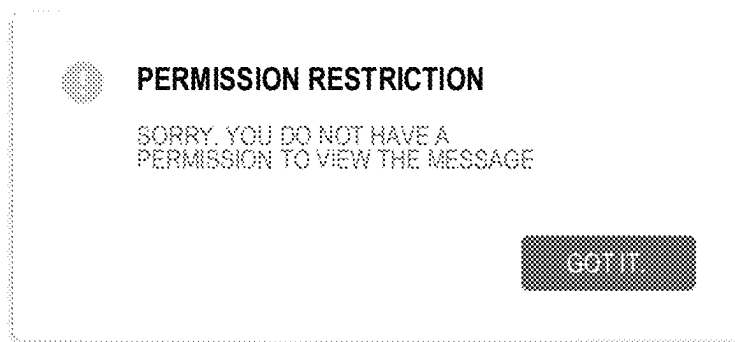 PERMISSION RESTRICTION
SORRY. YOU DO NOT HAVE A
PERMISSION TO VIEW THE MESSAGE
GOT IT.